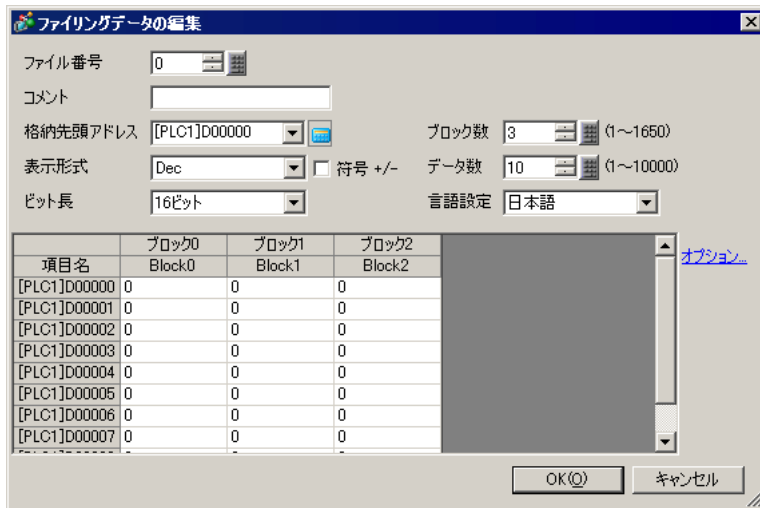 ファイリングデータの編集
ファイル番号 0
コメント
格納先頭アドレス [PLC1]D00000 ブロック数 3 (1～1650)
表示形式 Dec 符号 +/- データ数 10 (1～10000)
ビット長 16ビット 言語設定 日本語
ブロック0 ブロック1 ブロック2
項目名 Block0 Block1 Block2
オプション...
[PLC1]D00000 0 0 0
[PLC1]D00001 0 0 0
[PLC1]D00002 0 0 0
[PLC1]D00003 0 0 0
[PLC1]D00004 0 0 0
[PLC1]D00005 0 0 0
[PLC1]D00006 0 0 0
[PLC1]D00007 0 0 0
OK(O) キャンセル